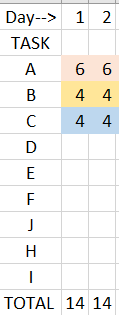 Day--> 1 2
TASK
A 6 6
B 4 4
C 4 4
D
E
F
J
H
I
TOTAL 14 14